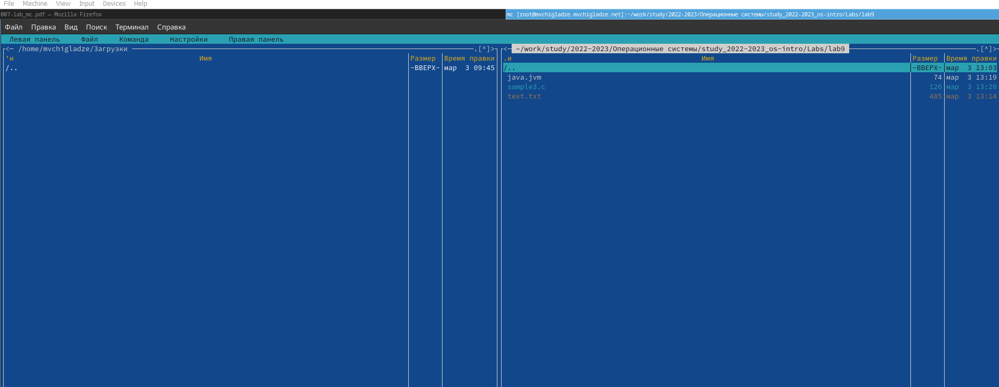 File Machine View Input Devices Help
007-lab_mc.pdf — Mozilla Firefox
mc [root@mvchigladze.mvchigladze.net]:~/work/study/2022-2023/Операционные системы/study_2022-2023_os-intro/Labs/lab9
Файл Правка Вид Поиск Терминал Справка
Левая панель Файл Команда Настройки Правая панель
<─ /home/mvchigladze/Загрузки .[^]>
'и Имя Размер Время правки
/.. -ВВЕРХ- мар 3 09:45
<─ ~/work/study/2022-2023/Операционные системы/study_2022-2023_os-intro/Labs/lab9 .[^]>
.и Имя Размер Время правки
/.. -ВВЕРХ- мар 3 13:03
java.jvm 74 мар 3 13:19
sample3.c 126 мар 3 13:20
text.txt 485 мар 3 13:14